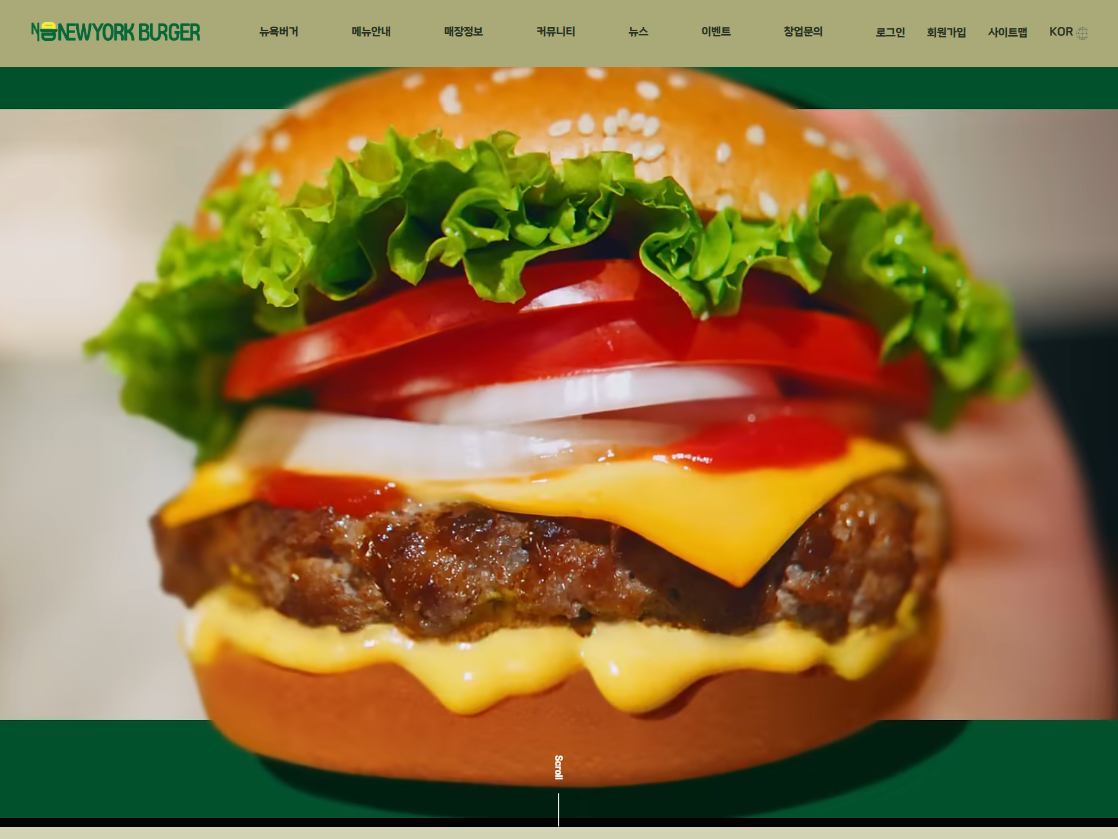 NEWYORK BURGER
뉴욕버거
메뉴안내
매장정보
커뮤니티
뉴스
이벤트
창업문의
로그인
회원가입
사이트맵
KOR
Scroll